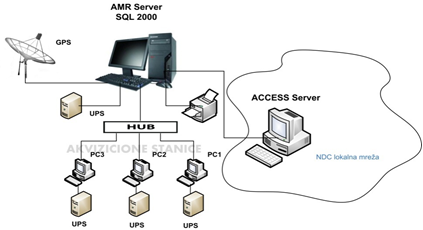 AMR Server
SQL 2000
GPS
UPS
ACCESS Server
HUB
AKVIZICIONE STANICE
NDC lokalna mreža
PC3
PC2
PC1
UPS
UPS
UPS